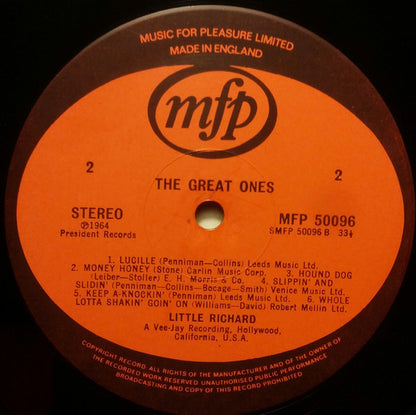 MUSIC FOR PLEASURE LIMITED
MADE IN ENGLAND
mfp
2 2
THE GREAT ONES
STEREO MFP 50096
℗1964 SMFP 50096 B 33⅓
President Records
1. LUCILLE (Penniman—Collins) Leeds Music Ltd.
2. MONEY HONEY (Stone) Carlin Music Corp. 3. HOUND DOG
(Leiber-Stoller) E. H. Morris & Co. 4. SLIPPIN' AND
SLIDIN' (Penniman—Collins—Bocage—Smith) Venice Music Ltd.
5. KEEP A-KNOCKIN' (Penniman) Leeds Music Ltd. 6. WHOLE
LOTTA SHAKIN' GOIN' ON (Williams—David) Robert Mellin Ltd.
LITTLE RICHARD
A Vee-Jay Recording, Hollywood,
California, U.S.A.
COPYRIGHT RECORD. ALL RIGHTS OF THE MANUFACTURER AND OF THE OWNER OF
THE RECORDED WORK RESERVED UNAUTHORISED PUBLIC PERFORMANCE
BROADCASTING AND COPY OF THIS RECORD PROHIBITED